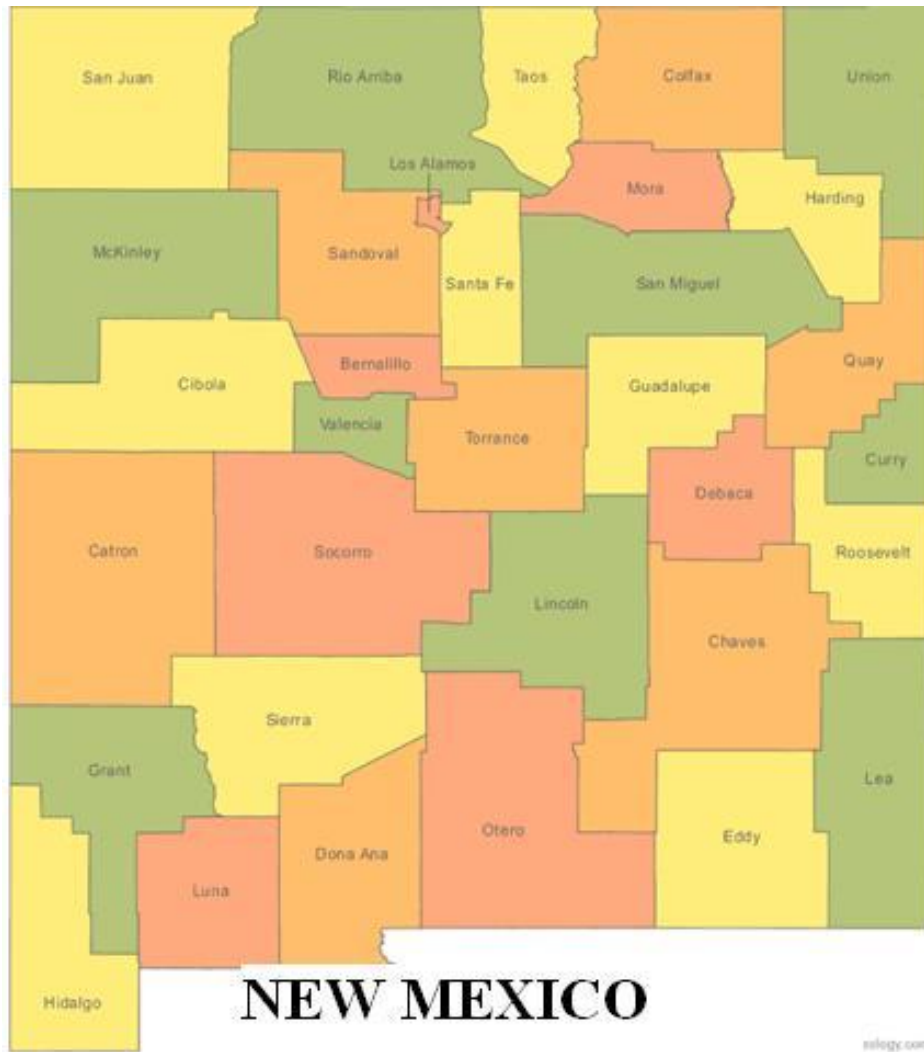 San Juan
Rio Arriba
Taos
Colfax
Union
Los Alamos
Mora
Harding
McKinley
Sandoval
Santa Fe
San Miguel
Bernalillo
Cibola
Guadalupe
Quay
Valencia
Torrance
Curry
Debaca
Catron
Socorro
Roosevelt
Lincoln
Chaves
Sierra
Grant
Lea
Otero
Eddy
Dona Ana
Luna
Hidalgo
NEW MEXICO